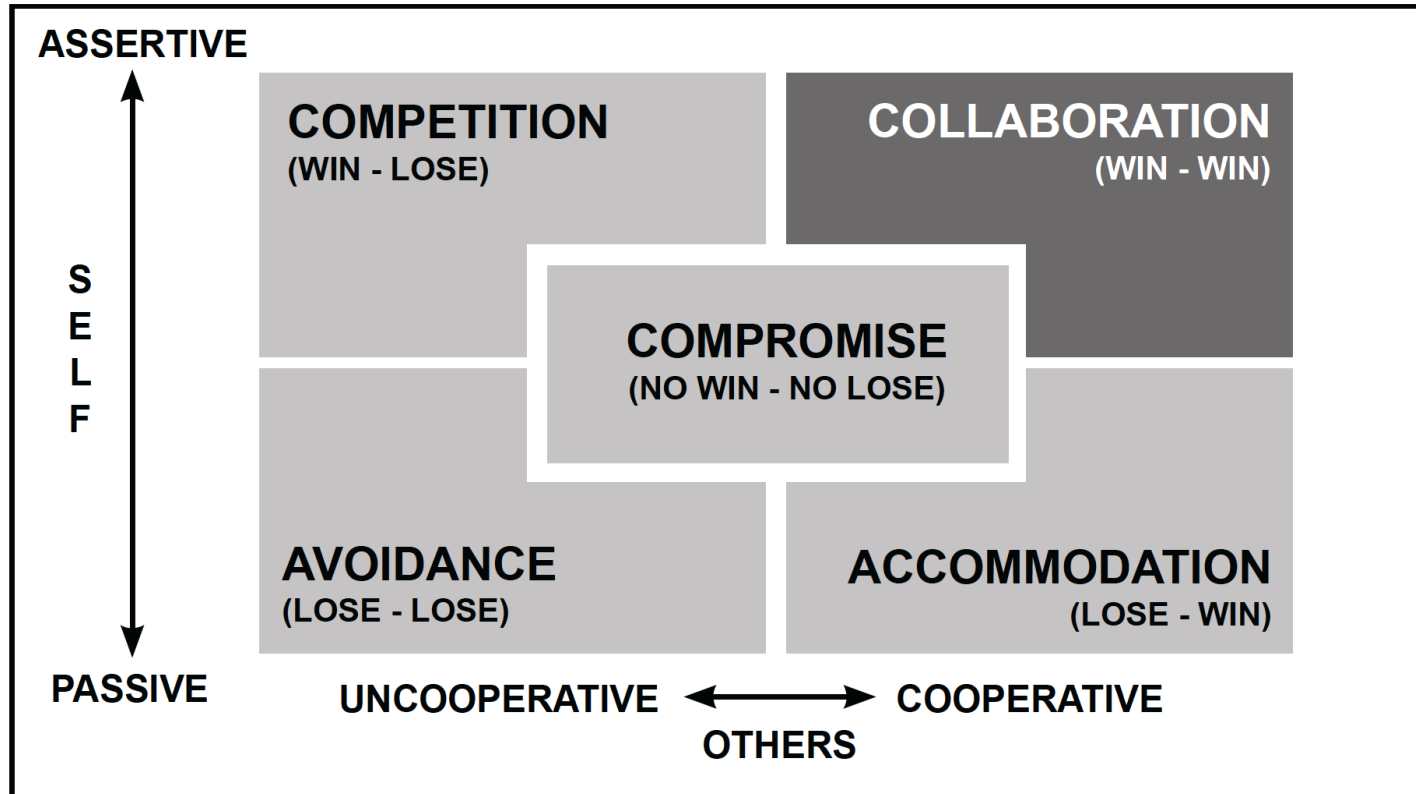 ASSERTIVE
COMPETITION
(WIN - LOSE)
COLLABORATION
(WIN - WIN)
S
E
L
F
COMPROMISE
(NO WIN - NO LOSE)
AVOIDANCE
(LOSE - LOSE)
ACCOMMODATION
(LOSE - WIN)
PASSIVE
UNCOOPERATIVE
COOPERATIVE
OTHERS